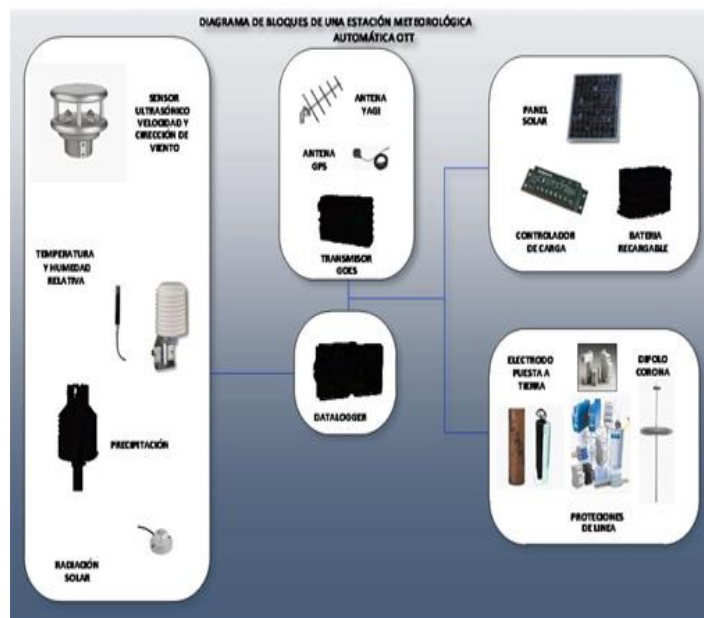 DIAGRAMA DE BLOQUES DE UNA ESTACIÓN METEOROLÓGICA
AUTOMÁTICA OTT
SENSOR
ULTRASÓNICO
VELOCIDAD Y
CIRECCIÓN DE
VIENTO
TEMPERATURA
Y HUMEDAD
RELATIVA
PRECIPITACIÓN
RADIACIÓN
SOLAR
ANTENA
YAGI
ANTENA
GPS
TRANSMISOR
GOES
DATALOGGER
PANEL
SOLAR
CONTROLADOR
DE CARGA
BATERIA
RECARGABLE
ELECTRODO
PUESTA A
TIERRA
DIPOLO
CORONA
PROTECIONES
DE LINEA